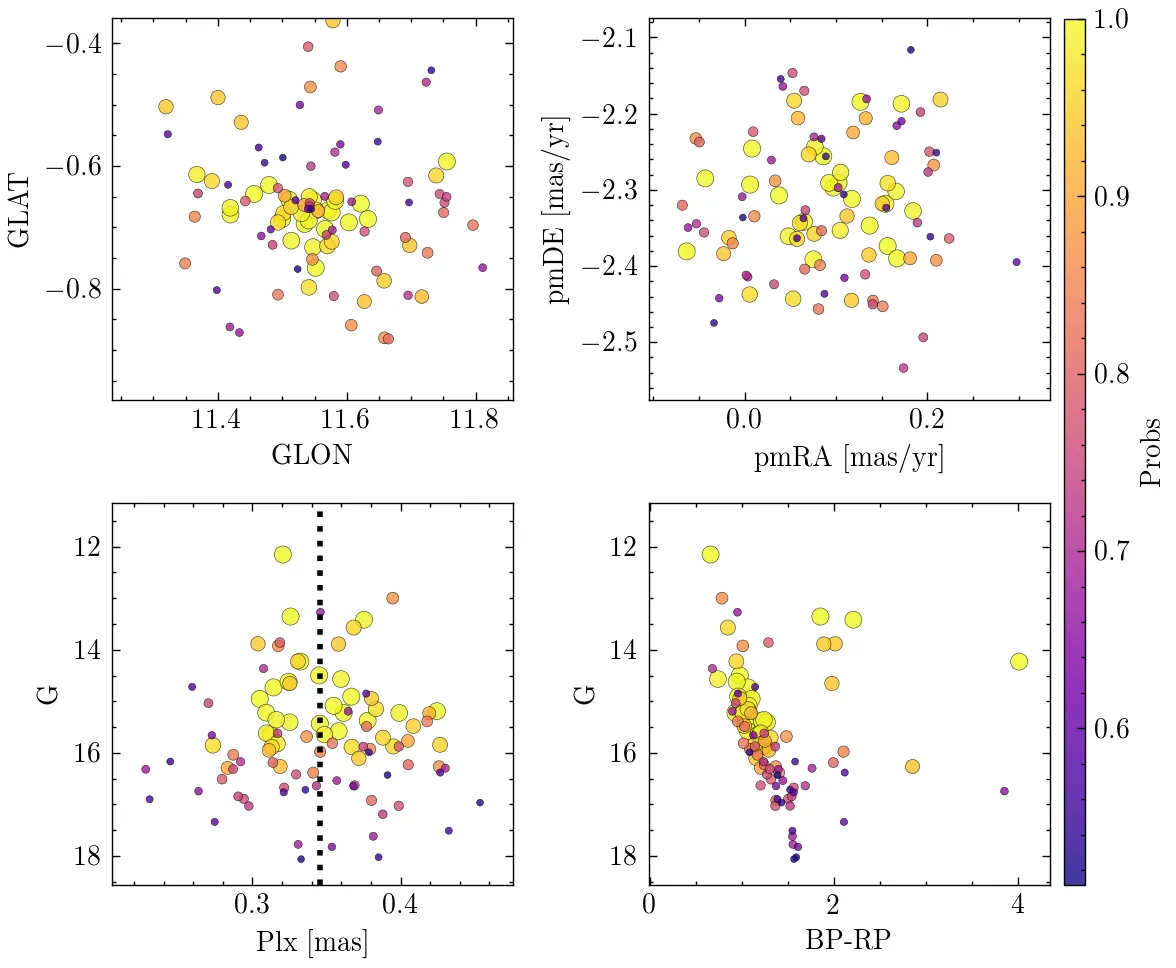 −0.4
−0.6
−0.8
GLAT
11.4 11.6 11.8
GLON
−2.1
−2.2
−2.3
−2.4
−2.5
pmDE [mas/yr]
0.0 0.2
pmRA [mas/yr]
12
14
16
18
G
0.3 0.4
Plx [mas]
12
14
16
18
G
0 2 4
BP-RP
1.0
0.9
0.8
0.7
0.6
Probs